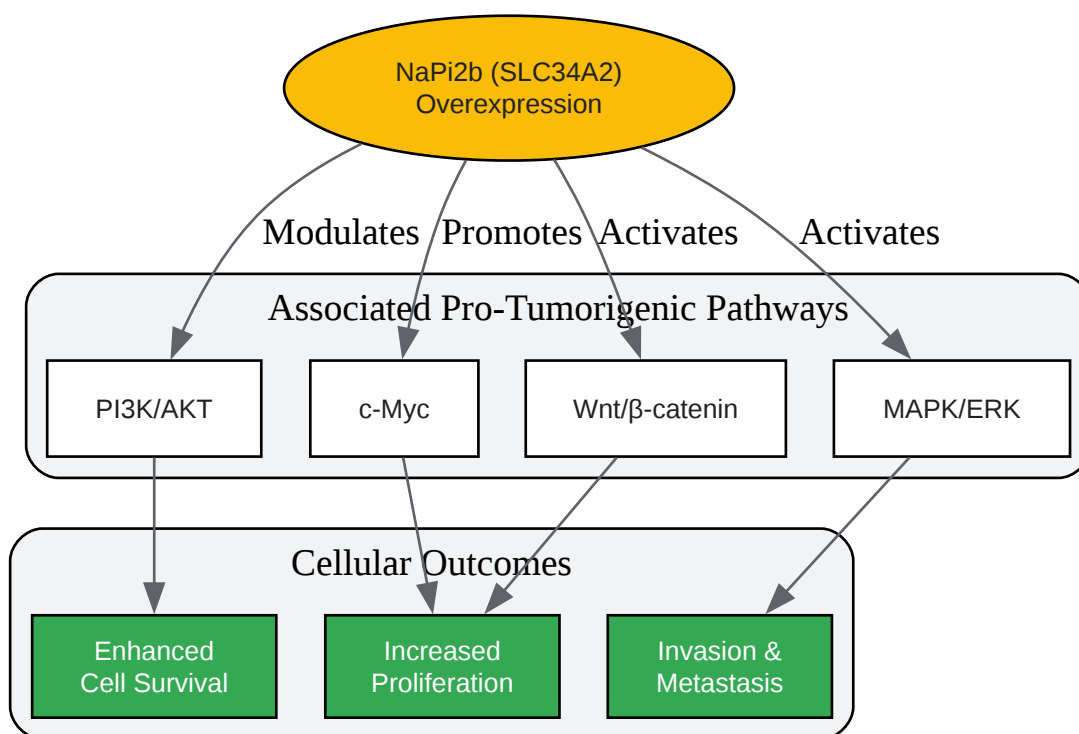 NaPi2b (SLC34A2)
Overexpression
Modulates
Promotes
Activates
Activates
Associated Pro-Tumorigenic Pathways
PI3K/AKT
c-Myc
Wnt/β-catenin
MAPK/ERK
Cellular Outcomes
Enhanced
Cell Survival
Increased
Proliferation
Invasion &
Metastasis